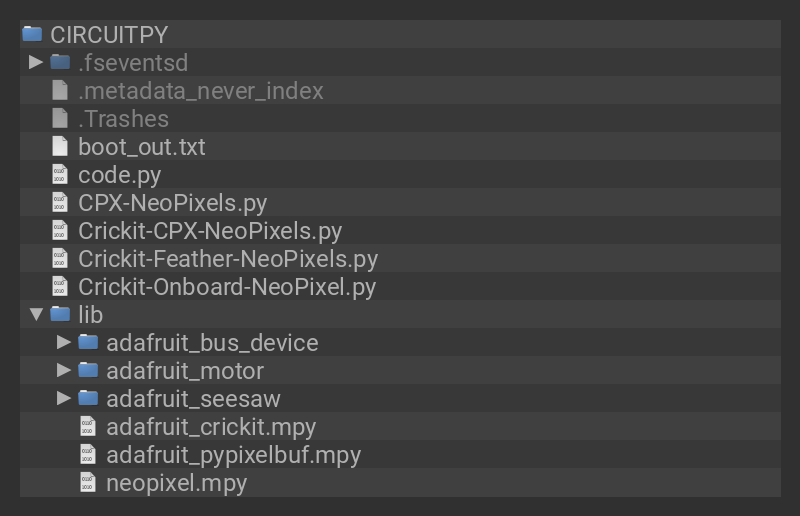 CIRCUITPY
.fseventsd
.metadata_never_index
.Trashes
boot_out.txt
code.py
CPX-NeoPixels.py
Crickit-CPX-NeoPixels.py
Crickit-Feather-NeoPixels.py
Crickit-Onboard-NeoPixel.py
lib
adafruit_bus_device
adafruit_motor
adafruit_seesaw
adafruit_crickit.mpy
adafruit_pypixelbuf.mpy
neopixel.mpy